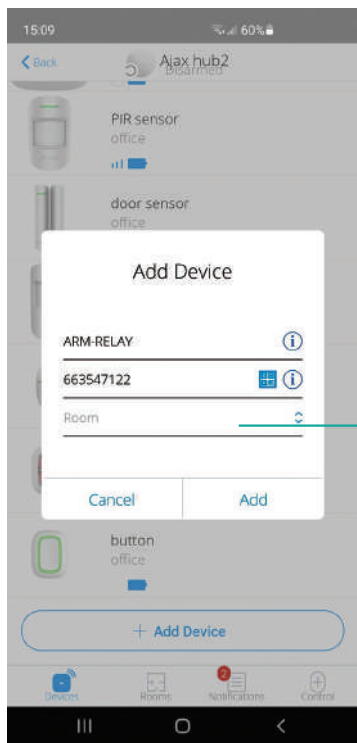 15:09 60%
Back Ajax hub2
Disarmed
PIR sensor
office
door sensor
office
Add Device
ARM-RELAY
663547122
Room
Cancel Add
button
office
+ Add Device
2
Devices Rooms Notifications Control